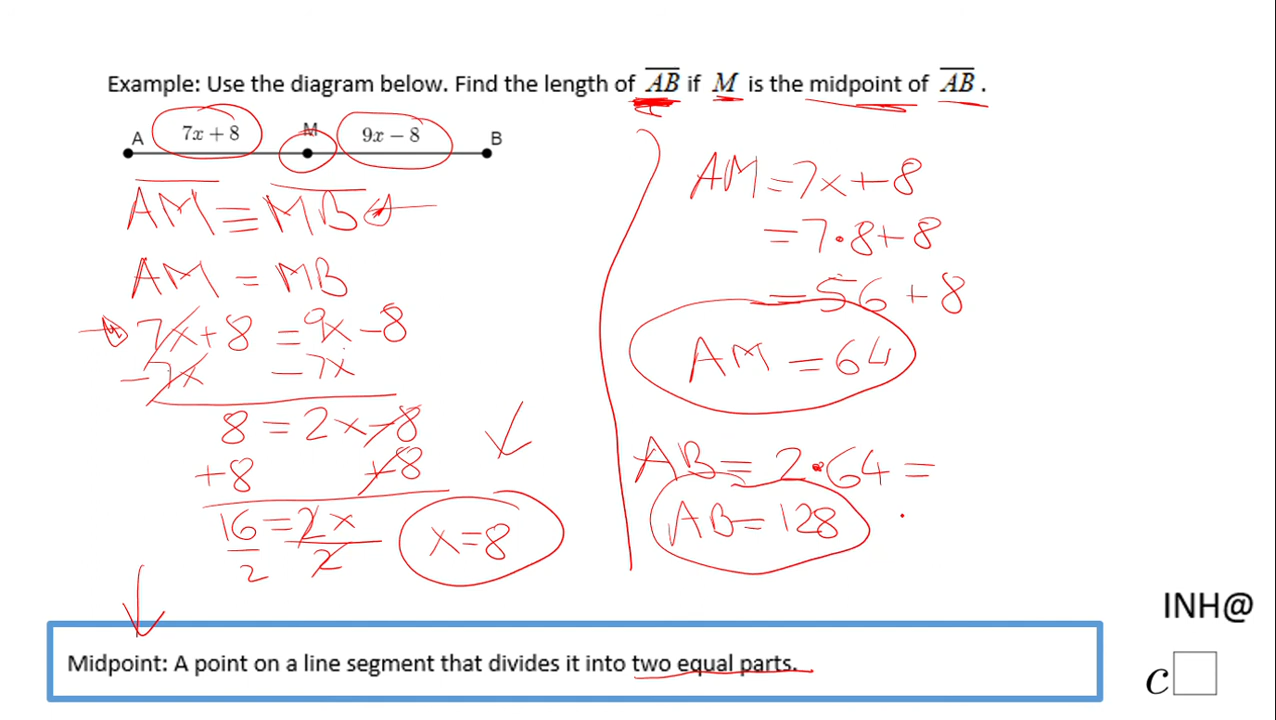 Example: Use the diagram below. Find the length of AB if M is the midpoint of AB.
A 7x + 8 M 9x − 8 B
AM ≅ MB
AM = MB
7x + 8 = 9x − 8
−7x = 7x
8 = 2x − 8
+8 +8
16 = 2x
2 2
x = 8
AM = 7x + 8
= 7·8 + 8
= 56 + 8
AM = 64
AB = 2·64 =
AB = 128
Midpoint: A point on a line segment that divides it into two equal parts.
INH@
c